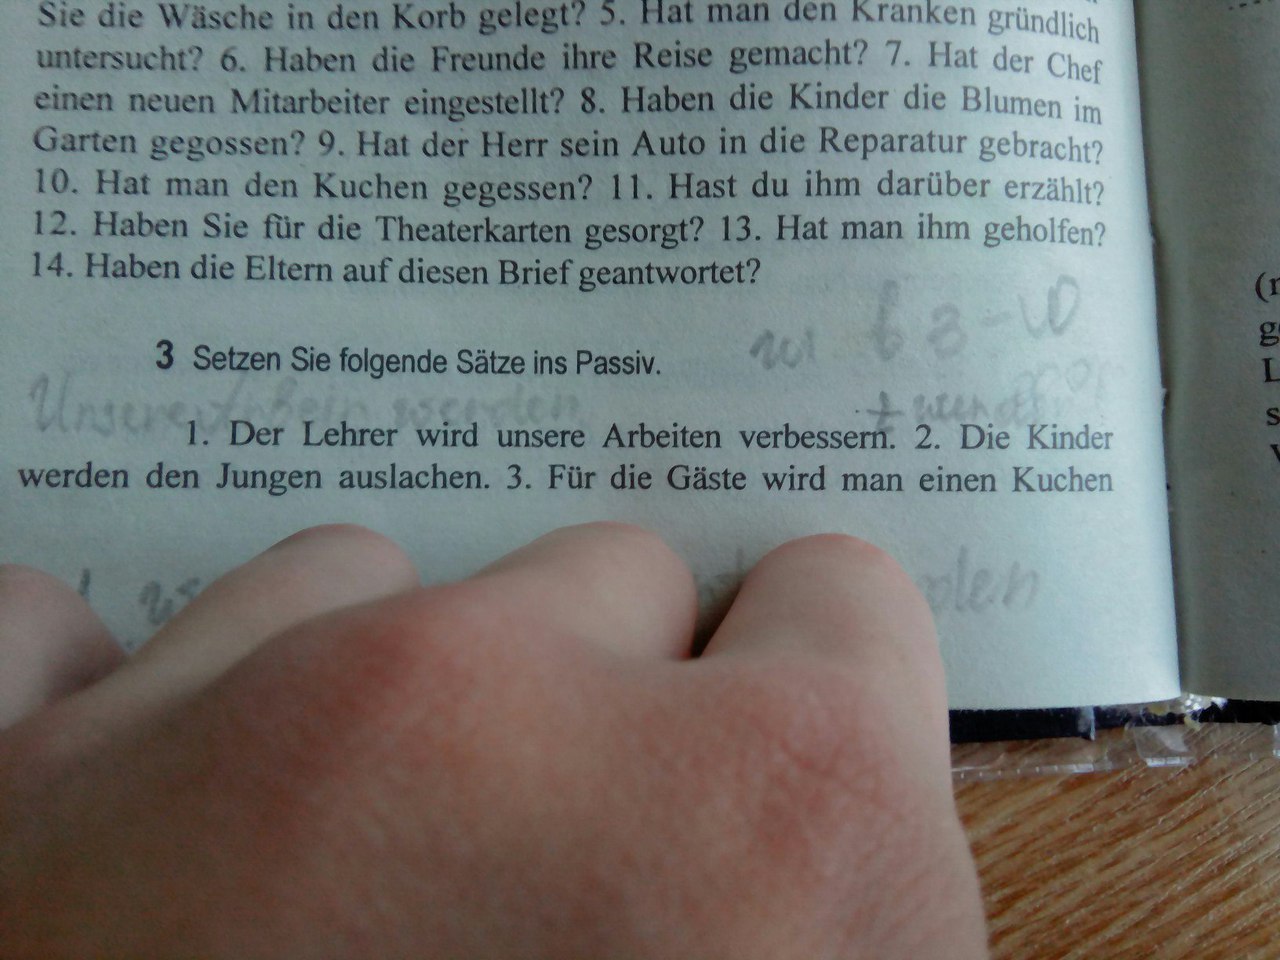 Sie die Wäsche in den Korb gelegt? 5. Hat man den Kranken gründlich
untersucht? 6. Haben die Freunde ihre Reise gemacht? 7. Hat der Chef
einen neuen Mitarbeiter eingestellt? 8. Haben die Kinder die Blumen im
Garten gegossen? 9. Hat der Herr sein Auto in die Reparatur gebracht?
10. Hat man den Kuchen gegessen? 11. Hast du ihm darüber erzählt?
12. Haben Sie für die Theaterkarten gesorgt? 13. Hat man ihm geholfen?
14. Haben die Eltern auf diesen Brief geantwortet?
3 Setzen Sie folgende Sätze ins Passiv.
werden
1. Der Lehrer wird unsere Arbeiten verbessern. 2. Die Kinder
werden den Jungen auslachen. 3. Für die Gäste wird man einen Kuchen